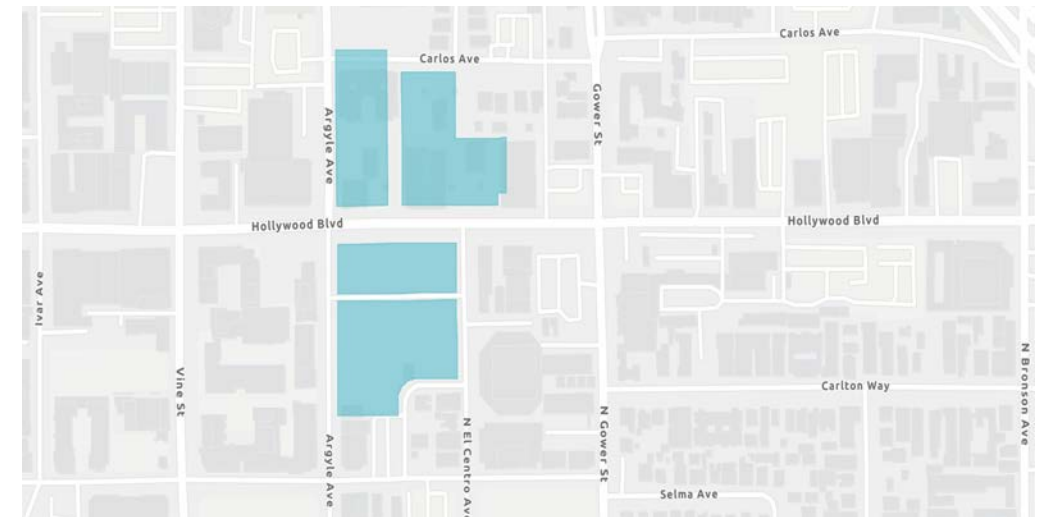 Carlos Ave
Carlos Ave
Argyle Ave
Gower St
Hollywood Blvd
Hollywood Blvd
Ivar Ave
Vine St
N Bronson Ave
Carlton Way
Argyle Ave
N El Centro Ave
N Gower St
Selma Ave